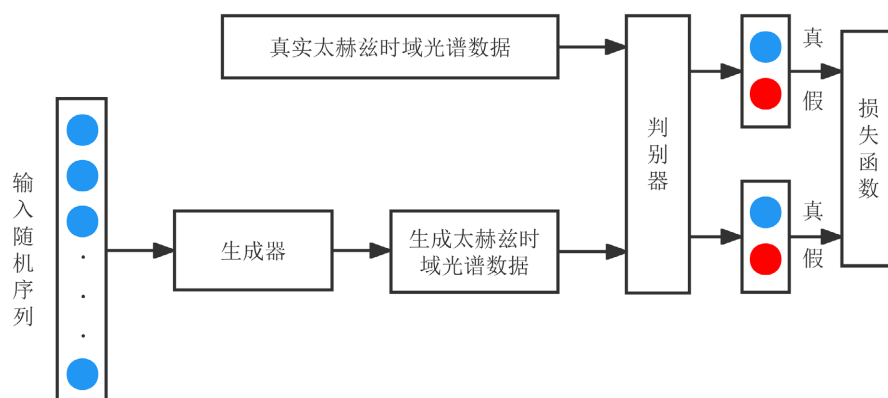 真实太赫兹时域光谱数据
输入随机序列
生成器
生成太赫兹时
域光谱数据
判别器
真
假
真
假
损失函数